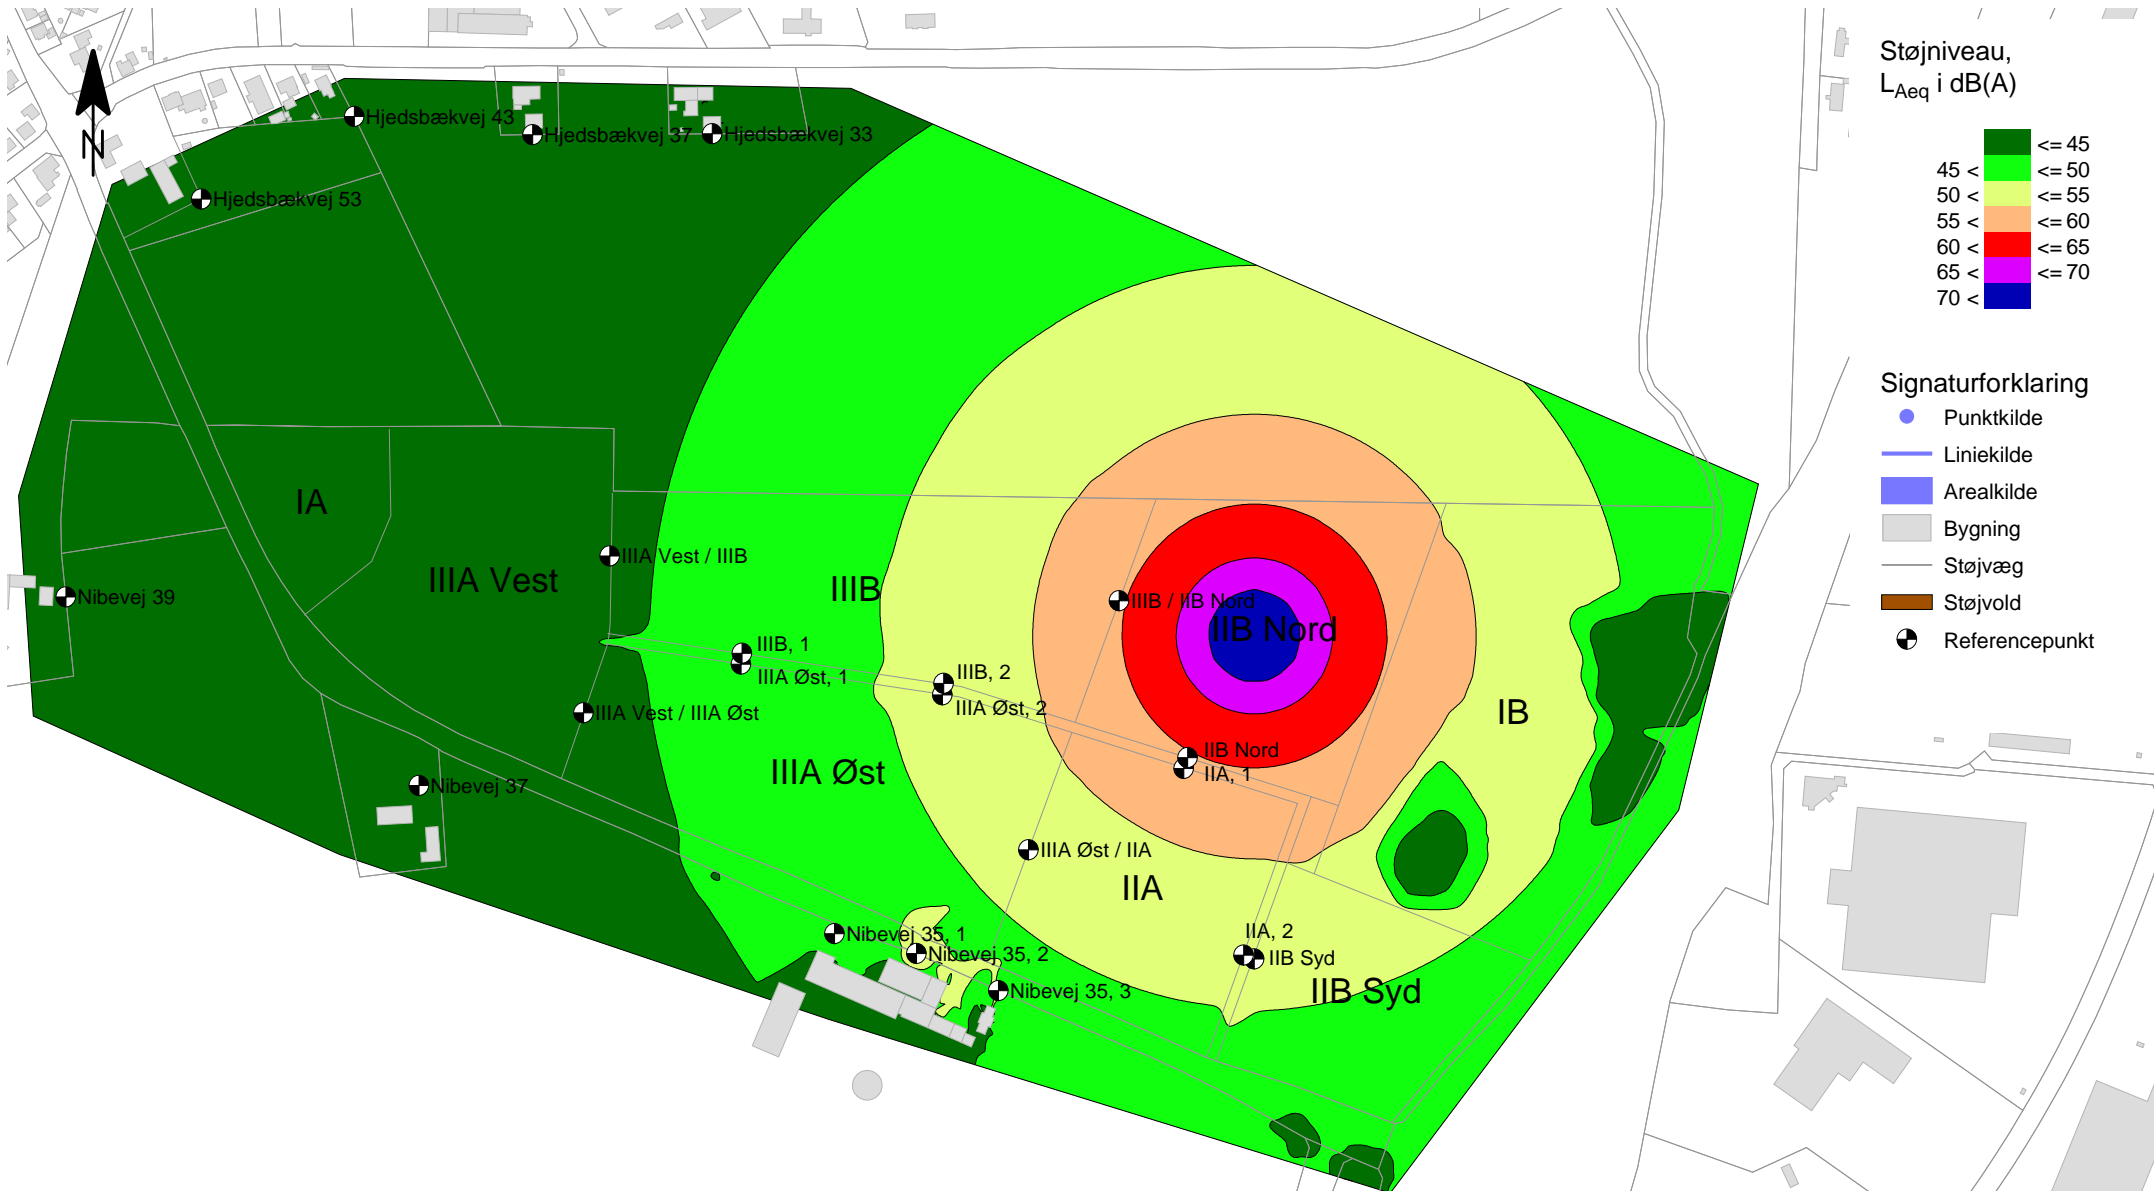 Støjniveau,
LAeq i dB(A)
<= 45
45 < <= 50
50 < <= 55
55 < <= 60
60 < <= 65
65 < <= 70
70 <
Signaturforklaring
Punktkilde
Liniekilde
Arealkilde
Bygning
Støjvæg
Støjvold
Referencepunkt
N
Hjedsbækvej 43
Hjedsbækvej 37
Hjedsbækvej 33
Hjedsbækvej 53
IA
IIIA Vest / IIIB
IIIA Vest
IIIB
Nibevej 39
IIIB / IIB Nord
IIB Nord
IIIB, 1
IIIA Øst, 1
IIIB, 2
IIIA Øst, 2
IIIA Vest / IIIA Øst
IB
IIB Nord
IIA, 1
IIIA Øst
Nibevej 37
IIIA Øst / IIA
IIA
Nibevej 35, 1
Nibevej 35, 2
IIA, 2
IIB Syd
Nibevej 35, 3
IIB Syd